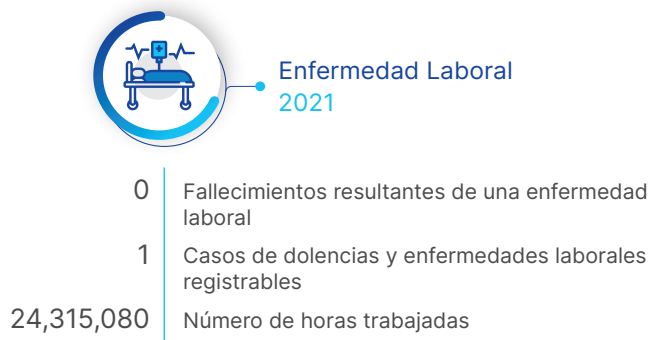 Enfermedad Laboral
2021
0 Fallecimientos resultantes de una enfermedad
laboral
1 Casos de dolencias y enfermedades laborales
registrables
24,315,080 Número de horas trabajadas